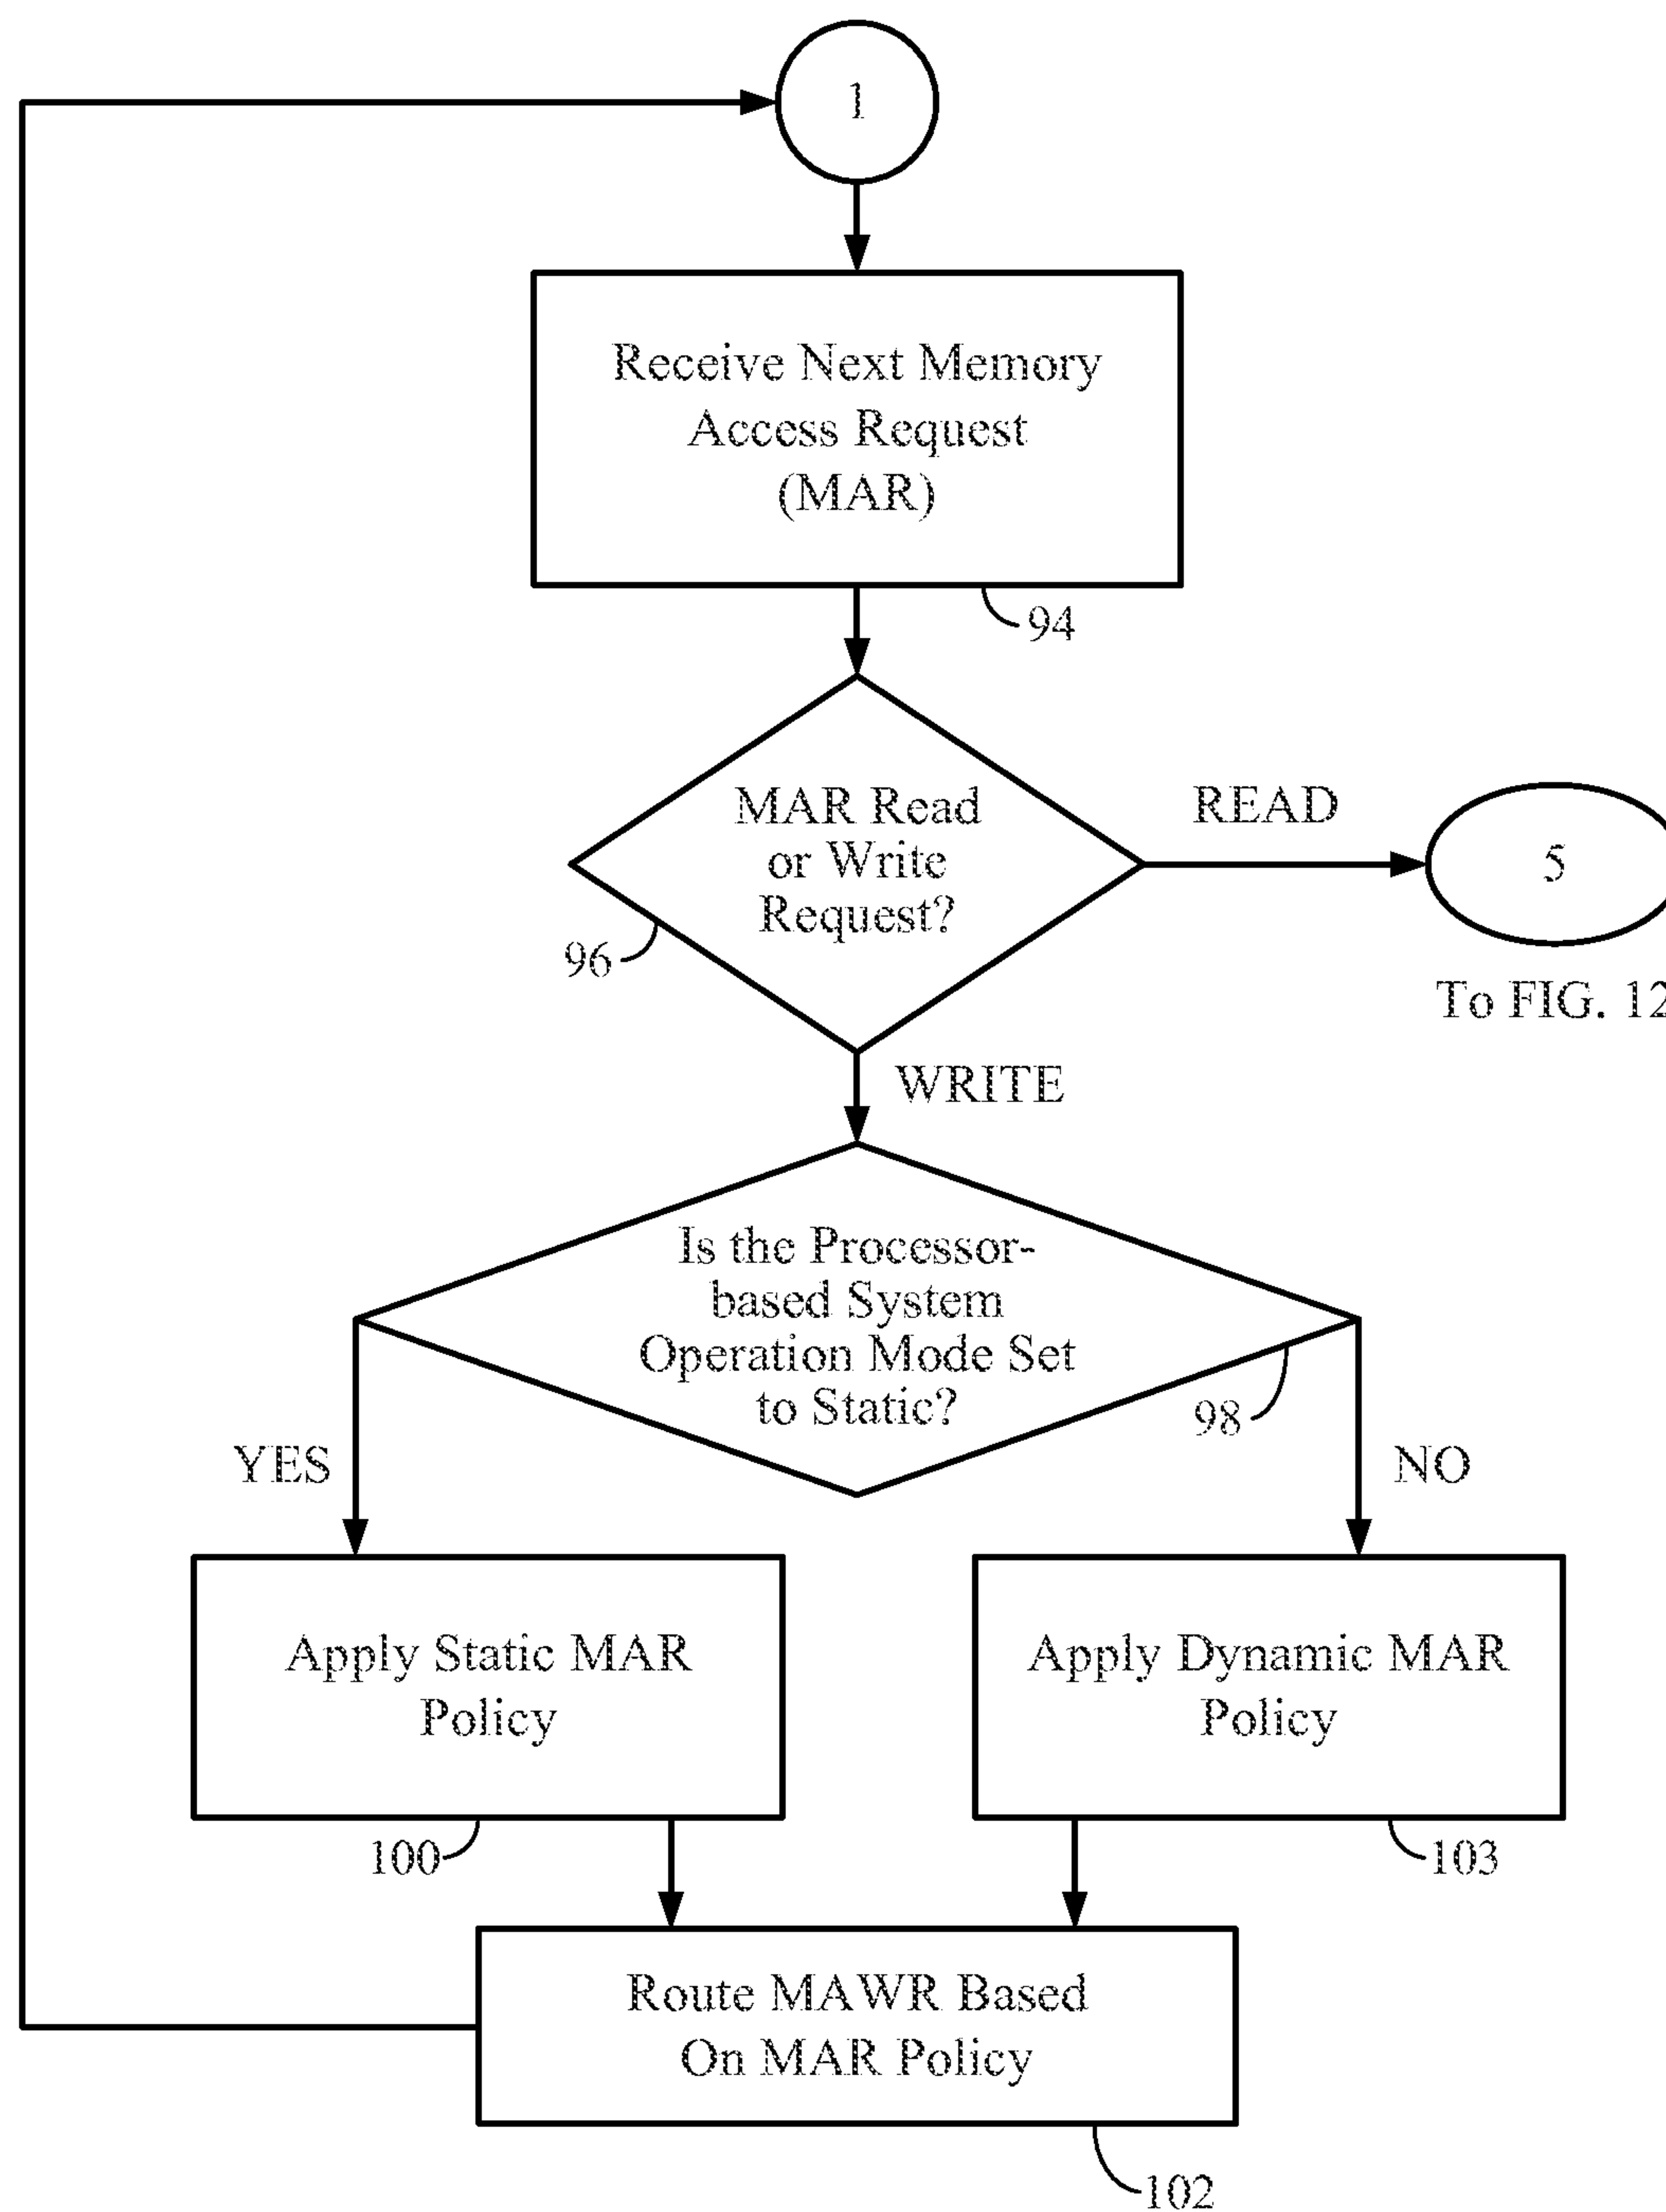 1
Receive Next Memory
Access Request
(MAR)
94
MAR Read
or Write
Request?
96
READ
5
To FIG. 12
WRITE
Is the Processor-
based System
Operation Mode Set
to Static?
98
YES
NO
Apply Static MAR
Policy
100
Apply Dynamic MAR
Policy
103
Route MAWR Based
On MAR Policy
102